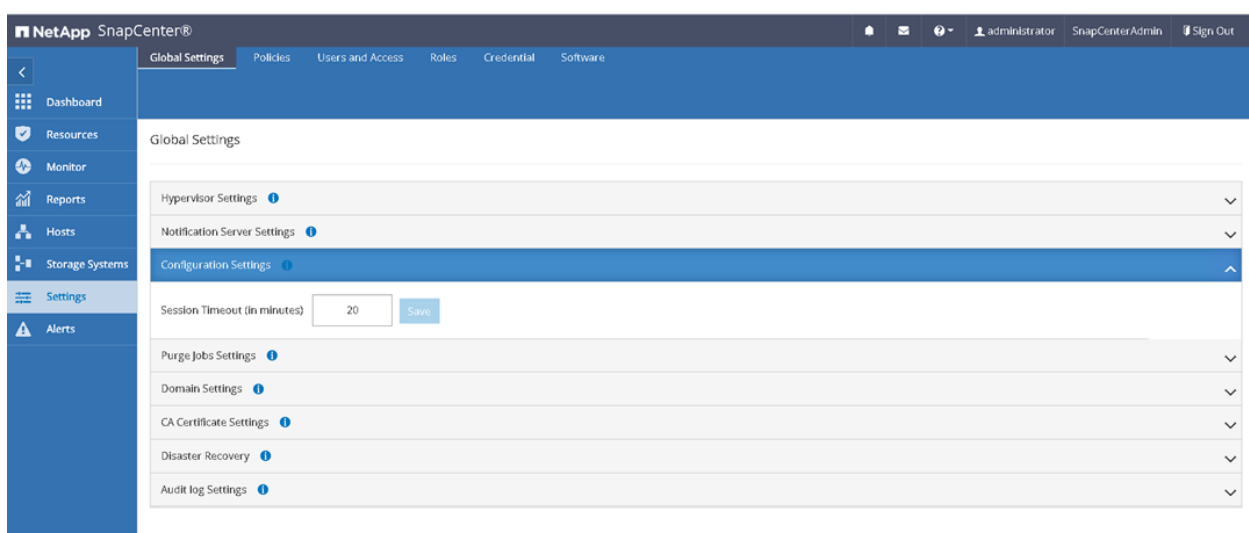 NetApp SnapCenter®
administrator SnapCenterAdmin Sign Out
Global Settings Policies Users and Access Roles Credential Software
Dashboard
Resources
Monitor
Reports
Hosts
Storage Systems
Settings
Alerts
Global Settings
Hypervisor Settings
Notification Server Settings
Configuration Settings
Session Timeout (in minutes) 20 Save
Purge Jobs Settings
Domain Settings
CA Certificate Settings
Disaster Recovery
Audit log Settings